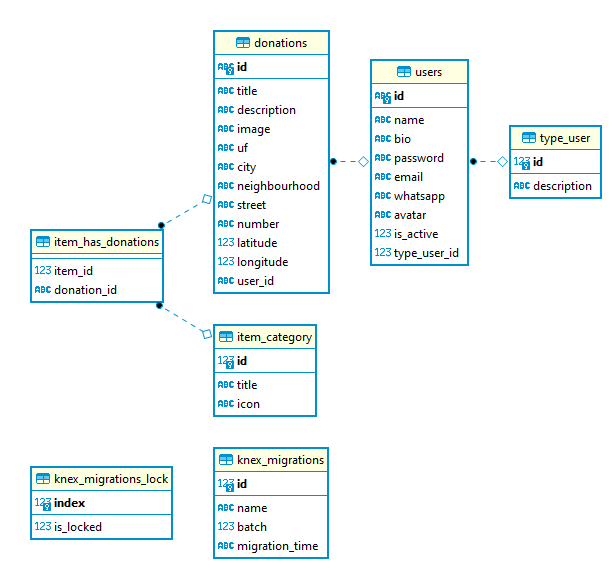 donations
ABC id
ABC title
ABC description
ABC image
ABC uf
ABC city
ABC neighbourhood
ABC street
ABC number
123 latitude
123 longitude
ABC user_id
users
ABC id
ABC name
ABC bio
ABC password
ABC email
ABC whatsapp
ABC avatar
123 is_active
123 type_user_id
type_user
123 id
ABC description
item_has_donations
123 item_id
ABC donation_id
item_category
123 id
ABC title
ABC icon
knex_migrations_lock
123 index
123 is_locked
knex_migrations
123 id
ABC name
123 batch
ABC migration_time